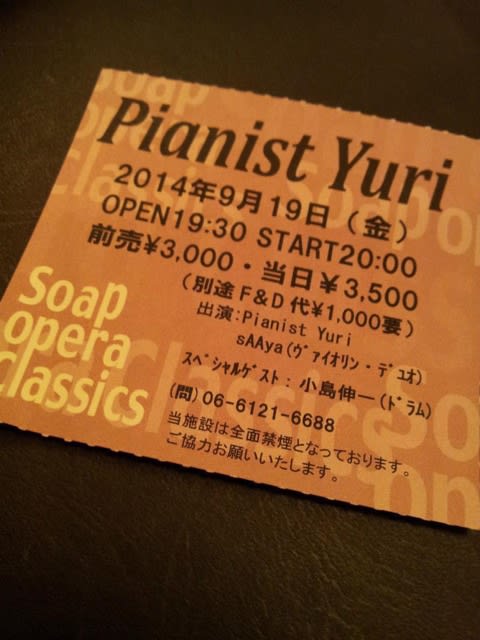 Pianist Yuri
2014年9月19日(金)
OPEN19:30 START20:00
前売¥3,000・当日¥3,500
(別途F&D代¥1,000要)
出演:Pianist Yuri
sAAya(ヴァイオリン・デュオ)
スペシャルゲスト:小島伸一(ドラム)
(問)06-6121-6688
当施設は全面禁煙となっております。
ご協力お願いいたします。
Soap
opera
classics